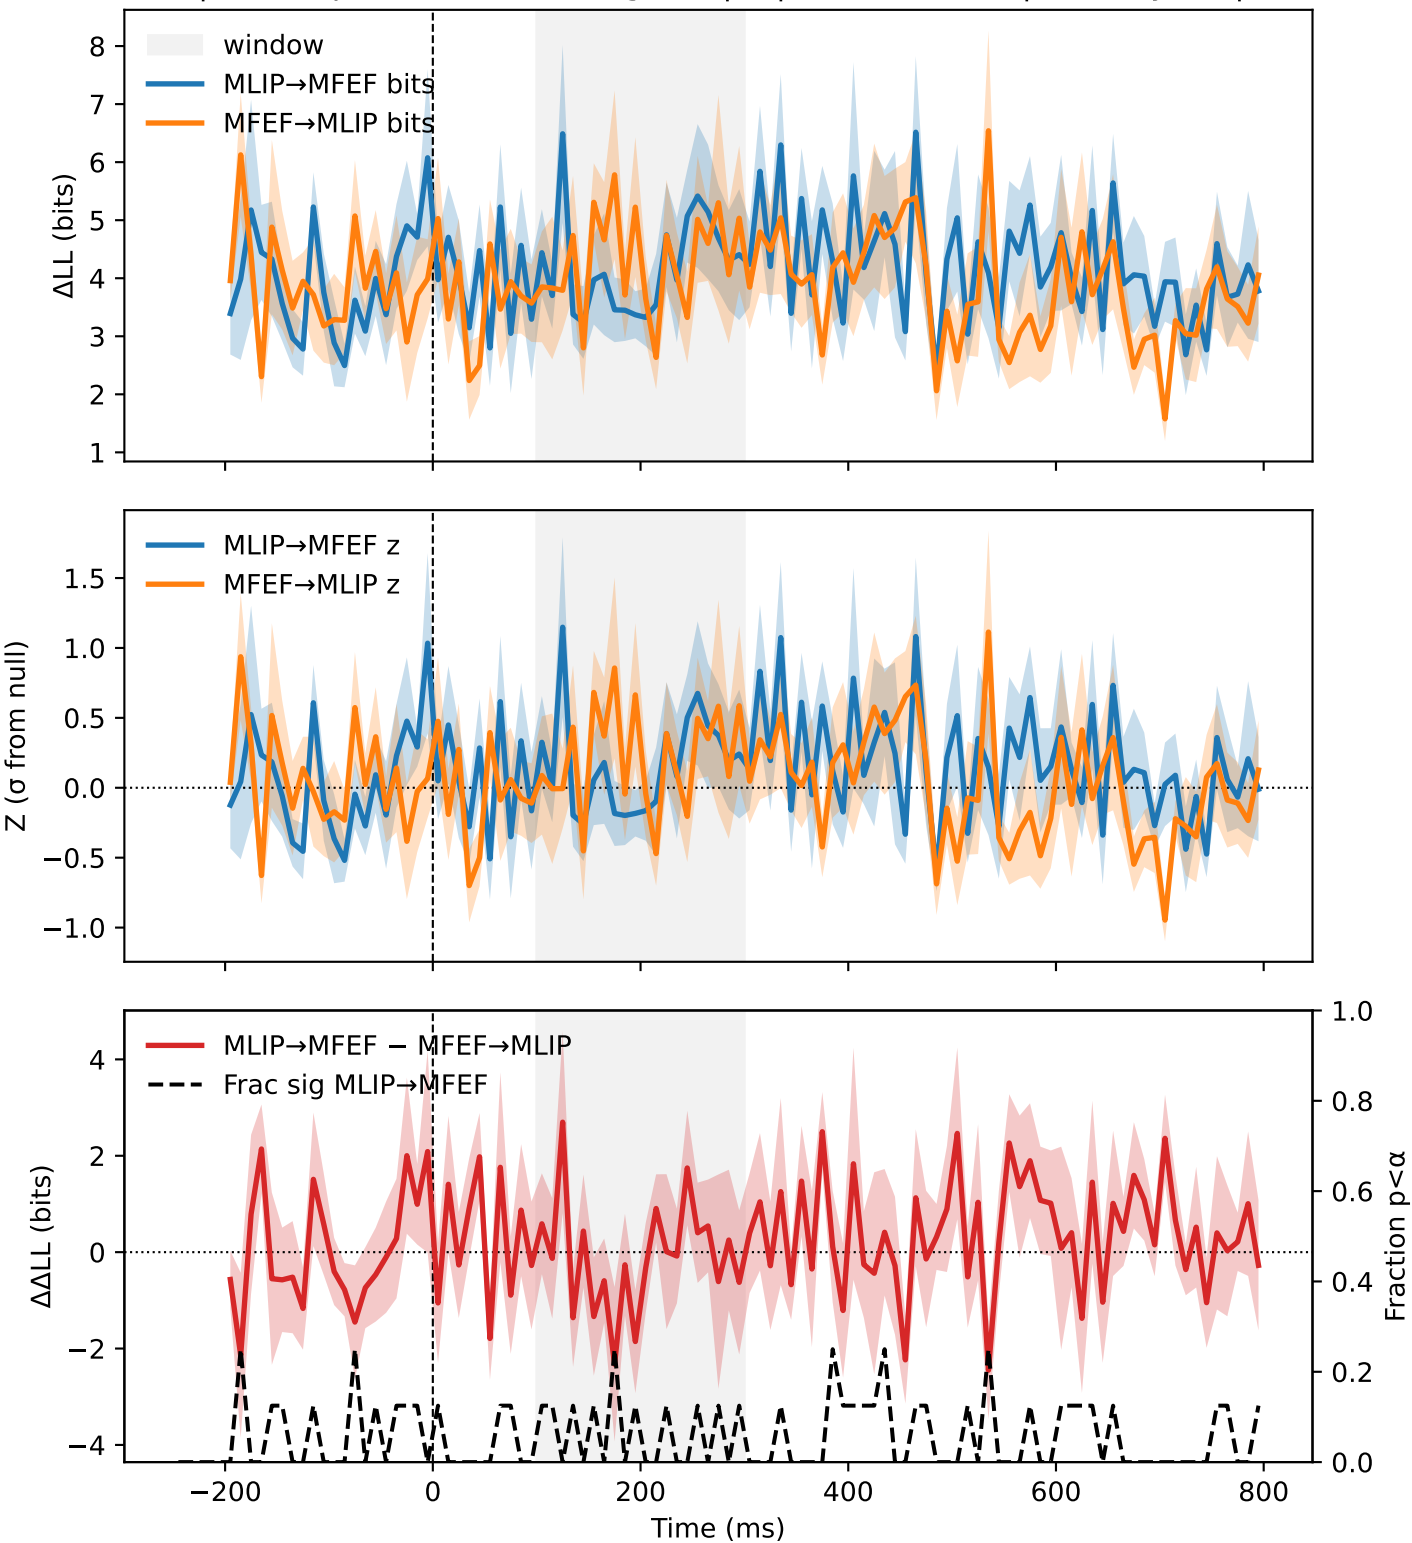 window
MLIP→MFEF bits
MFEF→MLIP bits
8
7
6
5
4
3
2
1
ΔLL (bits)
MLIP→MFEF z
MFEF→MLIP z
1.5
1.0
0.5
0.0
−0.5
−1.0
Z (σ from null)
MLIP→MFEF − MFEF→MLIP
Frac sig MLIP→MFEF
4
2
0
−2
−4
ΔΔLL (bits)
1.0
0.8
0.6
0.4
0.2
0.0
Fraction p<α
−200
0
200
400
600
800
Time (ms)